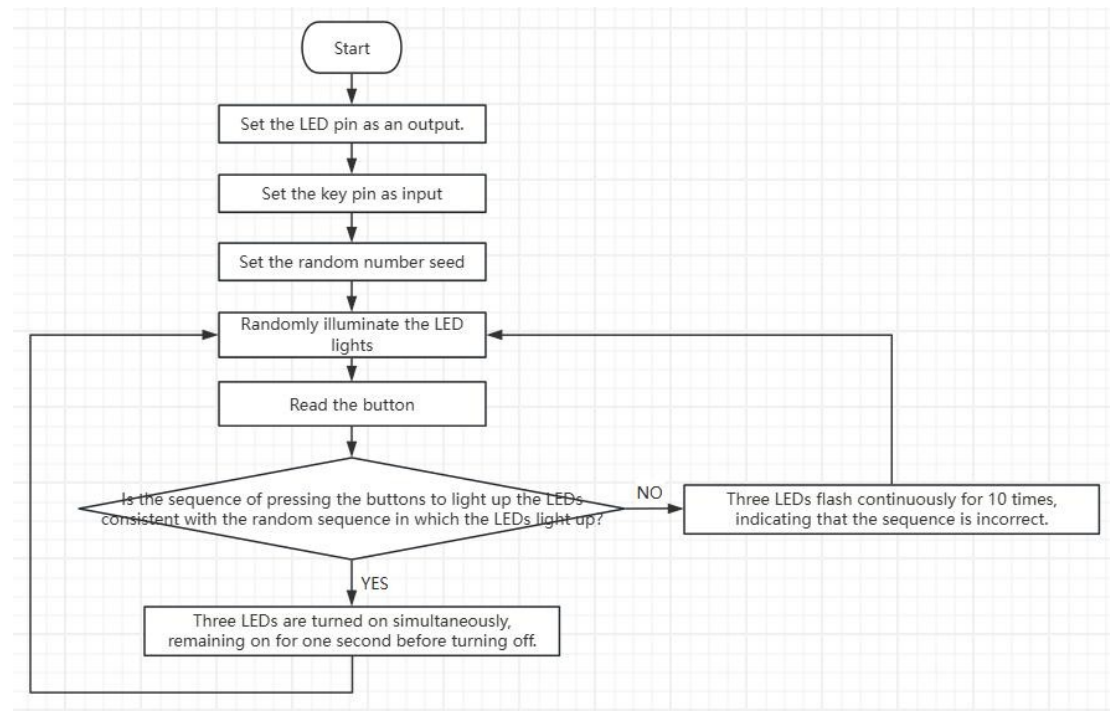 Start
Set the LED pin as an output.
Set the key pin as input
Set the random number seed
Randomly illuminate the LED
lights
Read the button
Is the sequence of pressing the buttons to light up the LEDs
consistent with the random sequence in which the LEDs light up?
NO
Three LEDs flash continuously for 10 times,
indicating that the sequence is incorrect.
YES
Three LEDs are turned on simultaneously,
remaining on for one second before turning off.